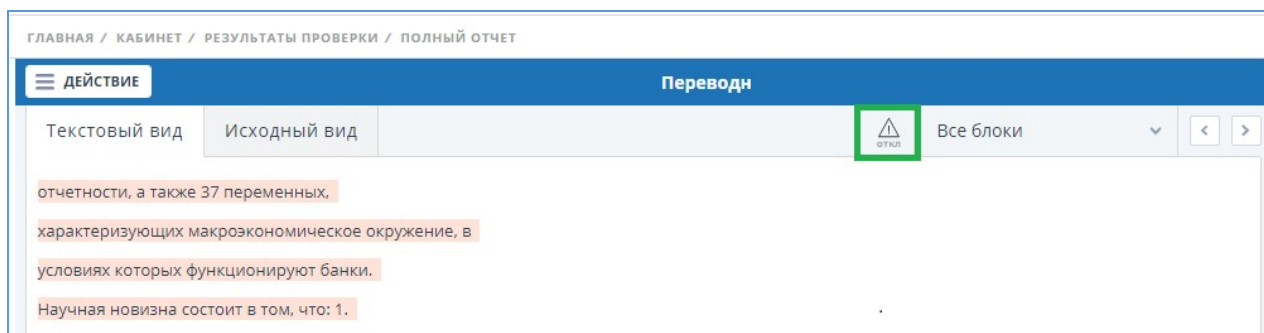 ГЛАВНАЯ / КАБИНЕТ / РЕЗУЛЬТАТЫ ПРОВЕРКИ / ПОЛНЫЙ ОТЧЕТ
ДЕЙСТВИЕ Переводн
Текстовый вид Исходный вид ОТКЛ Все блоки < >
отчетности, а также 37 переменных,
характеризующих макроэкономическое окружение, в
условиях которых функционируют банки.
Научная новизна состоит в том, что: 1. .